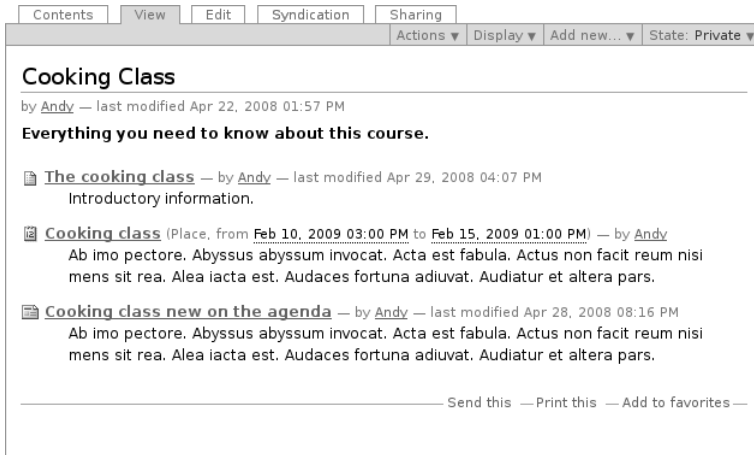 Contents View Edit Syndication Sharing
Actions ▼ Display ▼ Add new... ▼ State: Private ▼
Cooking Class
by Andy — last modified Apr 22, 2008 01:57 PM
Everything you need to know about this course.
The cooking class — by Andy — last modified Apr 29, 2008 04:07 PM
Introductory information.
Cooking class (Place, from Feb 10, 2009 03:00 PM to Feb 15, 2009 01:00 PM) — by Andy
Ab imo pectore. Abyssus abyssum invocat. Acta est fabula. Actus non facit reum nisi
mens sit rea. Alea iacta est. Audaces fortuna adiuvat. Audiatur et altera pars.
Cooking class new on the agenda — by Andy — last modified Apr 28, 2008 08:16 PM
Ab imo pectore. Abyssus abyssum invocat. Acta est fabula. Actus non facit reum nisi
mens sit rea. Alea iacta est. Audaces fortuna adiuvat. Audiatur et altera pars.
Send this — Print this — Add to favorites —